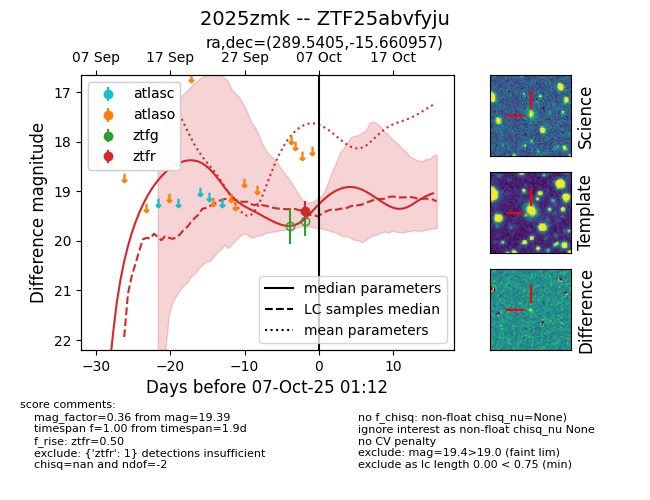 2025zmk -- ZTF25abvfyju
ra,dec=(289.5405,-15.660957)
07 Sep 17 Sep 27 Sep 07 Oct 17 Oct
Difference magnitude
17
18
19
20
21
22
atlasc
atlaso
ztfg
ztfr
median parameters
LC samples median
mean parameters
−30 −20 −10 0 10
Days before 07-Oct-25 01:12
Science
Template
Difference
score comments:
mag_factor=0.36 from mag=19.39
timespan f=1.00 from timespan=1.9d
f_rise: ztfr=0.50
exclude: {'ztfr': 1} detections insufficient
chisq=nan and ndof=-2
no f_chisq: non-float chisq_nu=None)
ignore interest as non-float chisq_nu None
no CV penalty
exclude: mag=19.4>19.0 (faint lim)
exclude as lc length 0.00 < 0.75 (min)